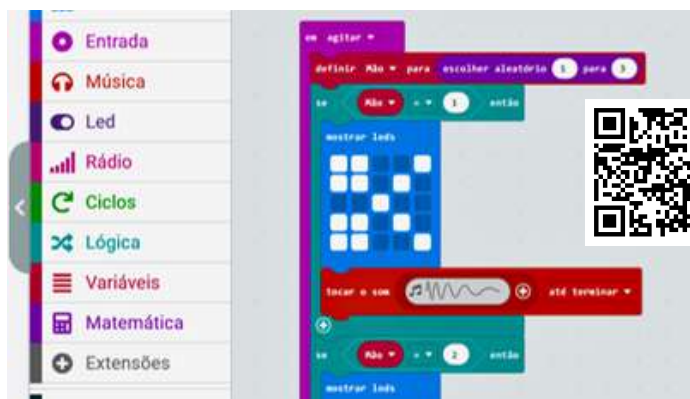 Entrada
Música
Led
Rádio
Ciclos
Lógica
Variáveis
Matemática
Extensões
em agitar
definir Mão para escolher aleatório 1 para 3
se Mão = 1 então
mostrar leds
tocar o som até terminar
se Mão = 2 então
mostrar leds